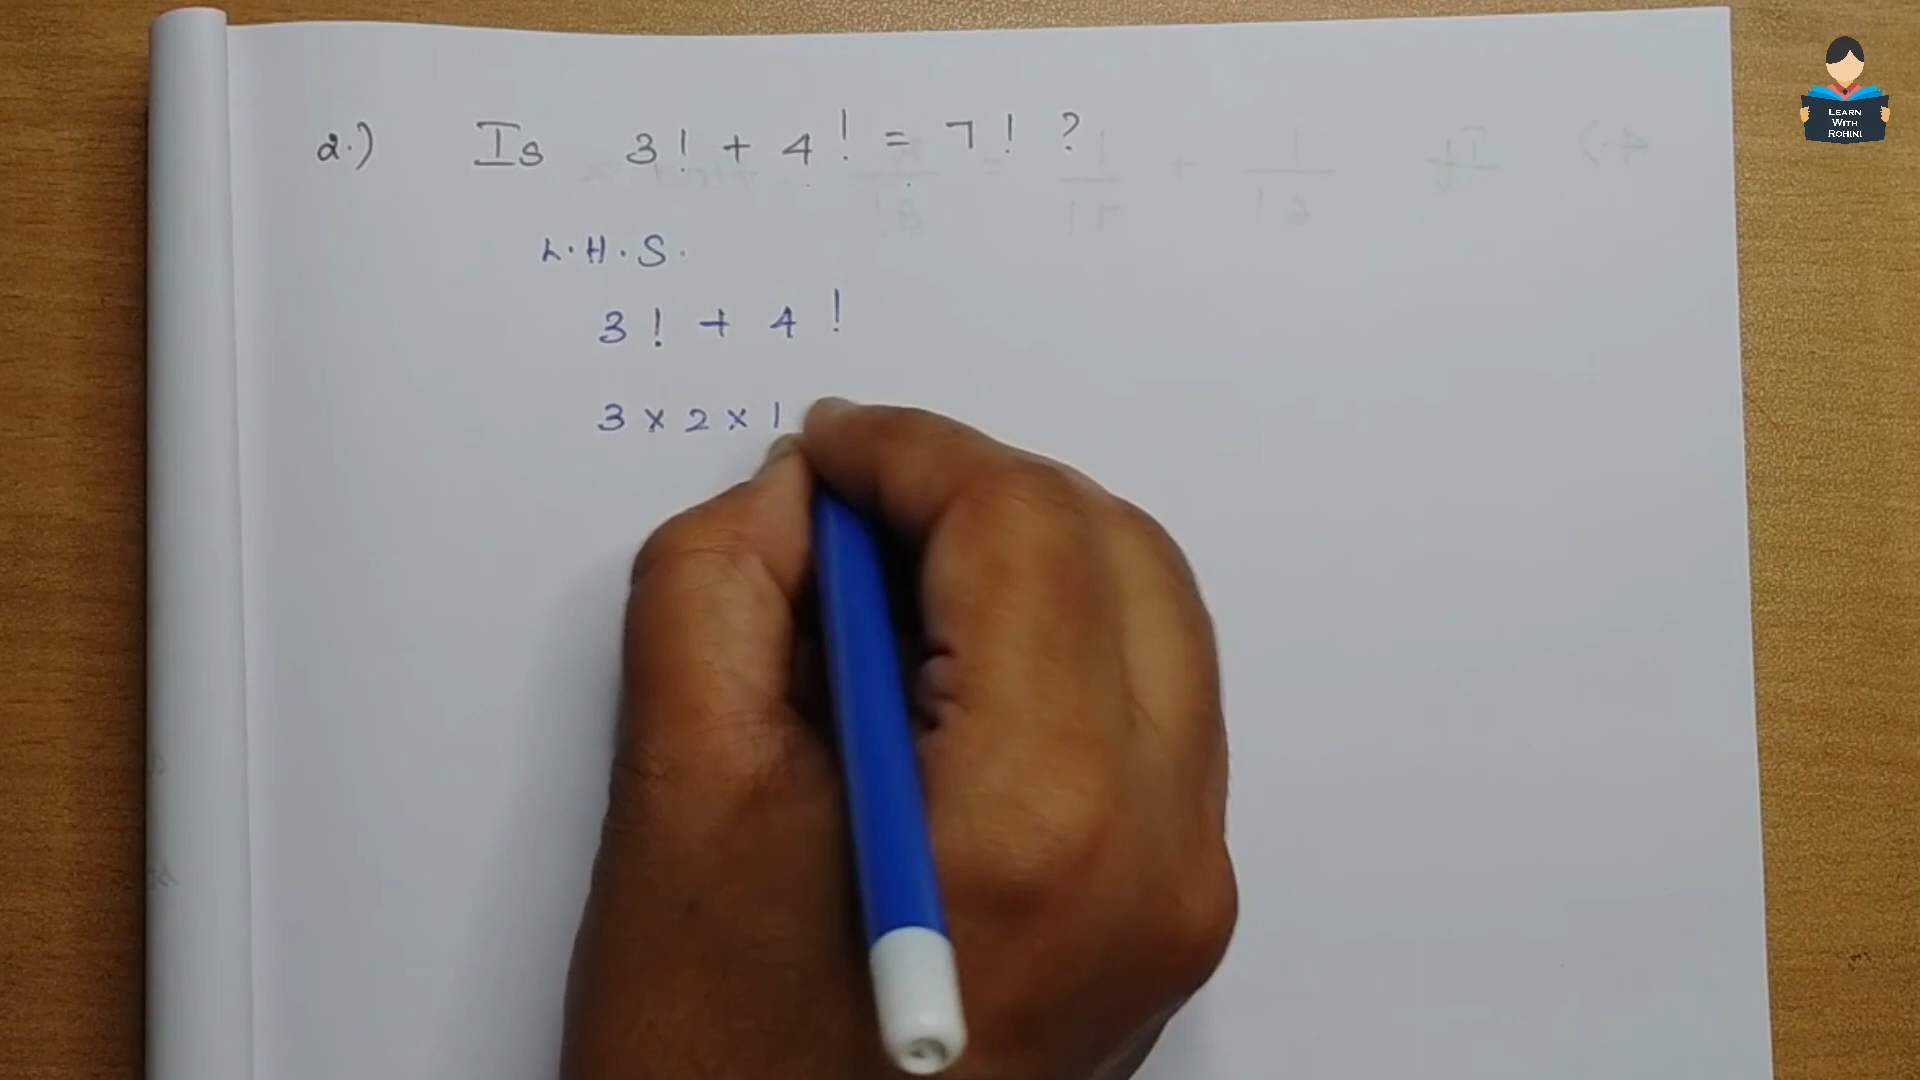 2.) Is 3! + 4! = 7! ?
L.H.S.
3! + 4!
3 x 2 x 1
LEARN
WITH
ROHINI